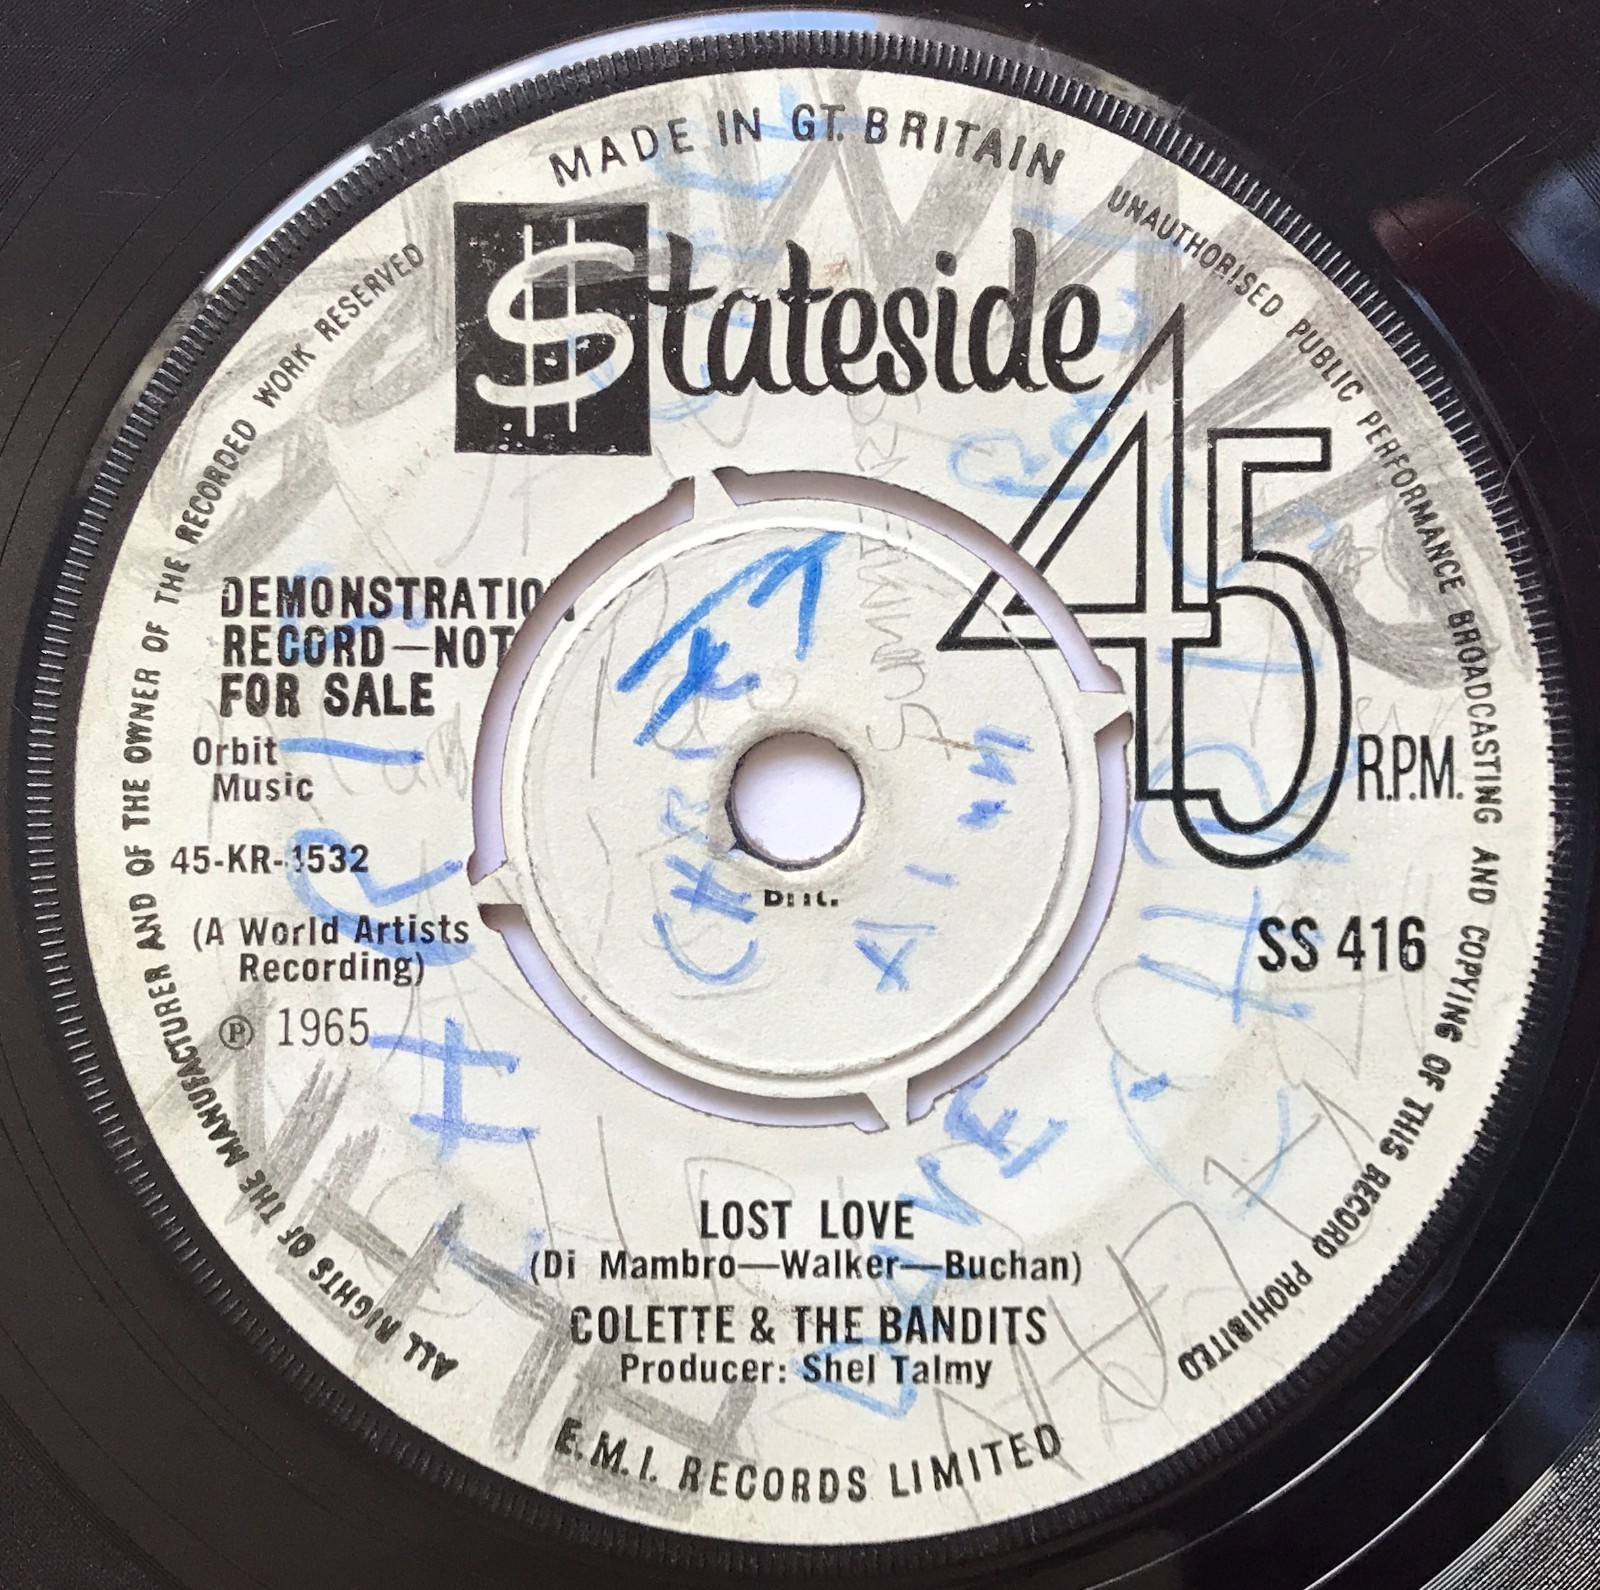 MADE IN GT. BRITAIN
Stateside
45
R.P.M.
DEMONSTRATION
RECORD—NOT
FOR SALE
Orbit
Music
45-KR-1532
(A World Artists
Recording)
Ⓟ 1965
SS 416
LOST LOVE
(Di Mambro—Walker—Buchan)
COLETTE & THE BANDITS
Producer: Shel Talmy
E.M.I. RECORDS LIMITED
ALL RIGHTS OF THE MANUFACTURER AND OF THE OWNER OF THE RECORDED WORK RESERVED
UNAUTHORISED PUBLIC PERFORMANCE BROADCASTING AND COPYING OF THIS RECORD PROHIBITED
DAVE